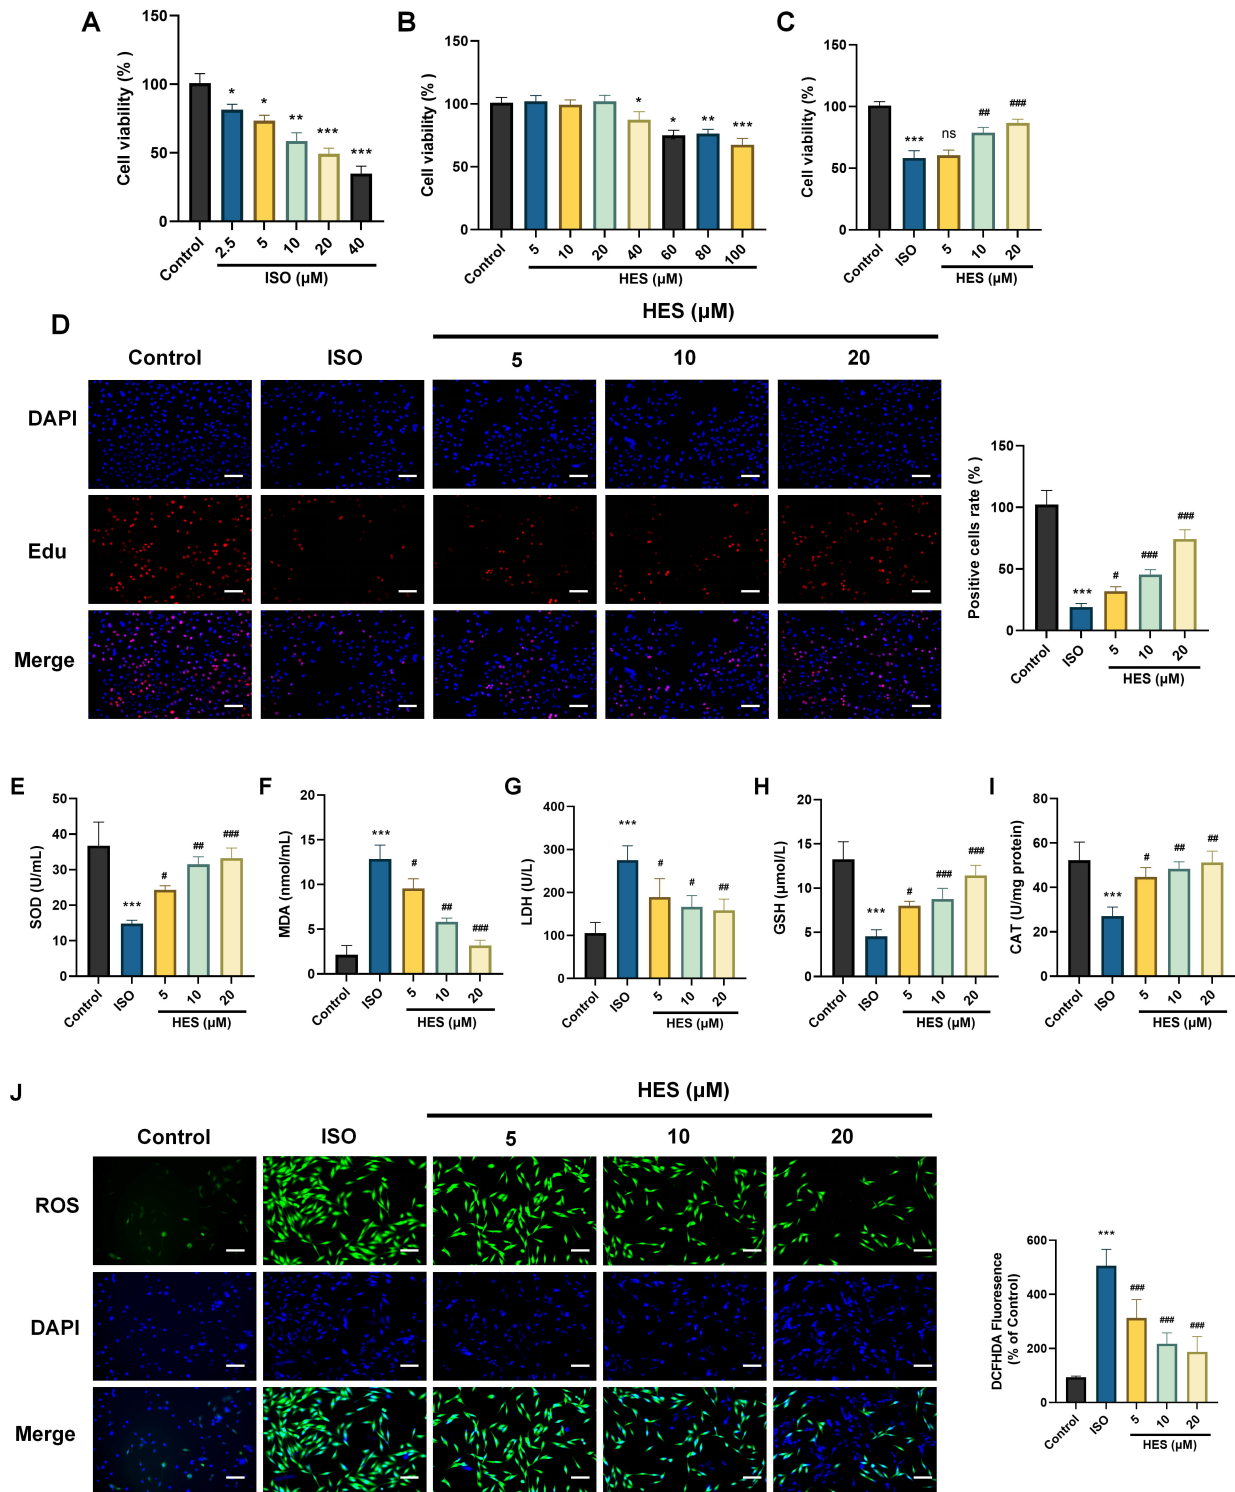 A
Cell viability (% )
150
100
50
0
*
*
**
***
***
Control
2.5
5
10
20
40
ISO (μM)
B
Cell viability (% )
150
100
50
0
*
*
**
***
Control
5
10
20
40
60
80
100
HES (μM)
C
Cell viability (% )
150
100
50
0
***
ns
##
###
Control
ISO
5
10
20
HES (μM)
D
HES (μM)
Control
ISO
5
10
20
DAPI
Edu
Merge
Positive cells rate (% )
150
100
50
0
***
#
###
###
Control
ISO
5
10
20
HES (μM)
E
SOD (U/mL)
50
40
30
20
10
0
***
#
##
###
Control
ISO
5
10
20
HES (μM)
F
MDA (nmol/mL)
20
15
10
5
0
***
#
##
###
Control
ISO
5
10
20
HES (μM)
G
LDH (U/L)
400
300
200
100
0
***
#
#
##
Control
ISO
5
10
20
HES (μM)
H
GSH (μmol/L)
20
15
10
5
0
***
#
###
###
Control
ISO
5
10
20
HES (μM)
I
CAT (U/mg protein)
80
60
40
20
0
***
#
##
##
Control
ISO
5
10
20
HES (μM)
J
HES (μM)
Control
ISO
5
10
20
ROS
DAPI
Merge
DCFHDA Fluoresence
(% of Control)
600
400
200
0
***
###
###
###
Control
ISO
5
10
20
HES (μM)